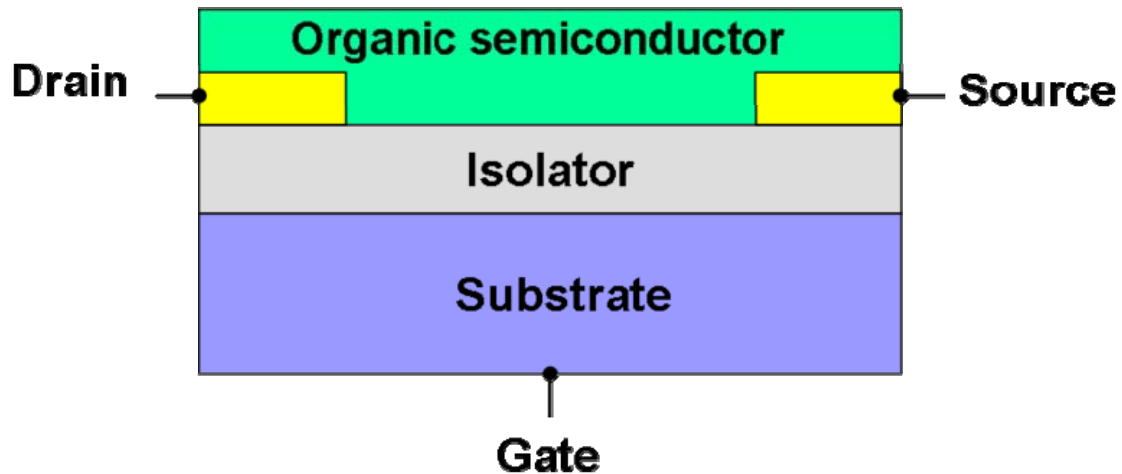 Organic semiconductor
Drain
Source
Isolator
Substrate
Gate